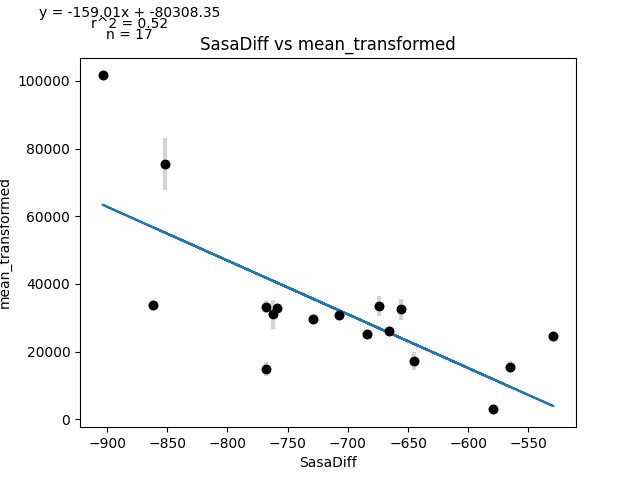 y = -159.01x + -80308.35
r^2 = 0.52
n = 17
SasaDiff vs mean_transformed
100000
80000
60000
40000
20000
0
mean_transformed
−900
−850
−800
−750
−700
−650
−600
−550
SasaDiff